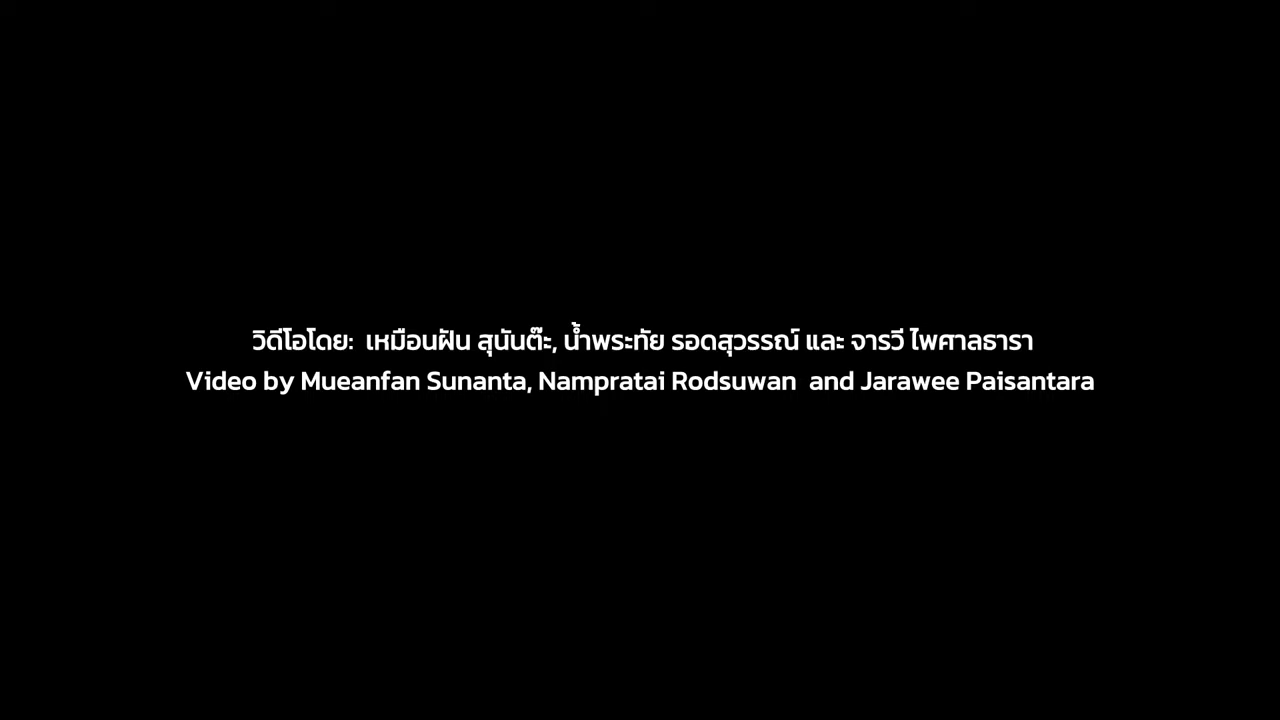 วิดีโอโดย:  เหมือนฝัน สุนันต๊ะ, น้ำพระทัย รอดสุวรรณ์ และ จารวี ไพศาลธารา
Video by Mueanfan Sunanta, Nampratai Rodsuwan  and Jarawee Paisantara